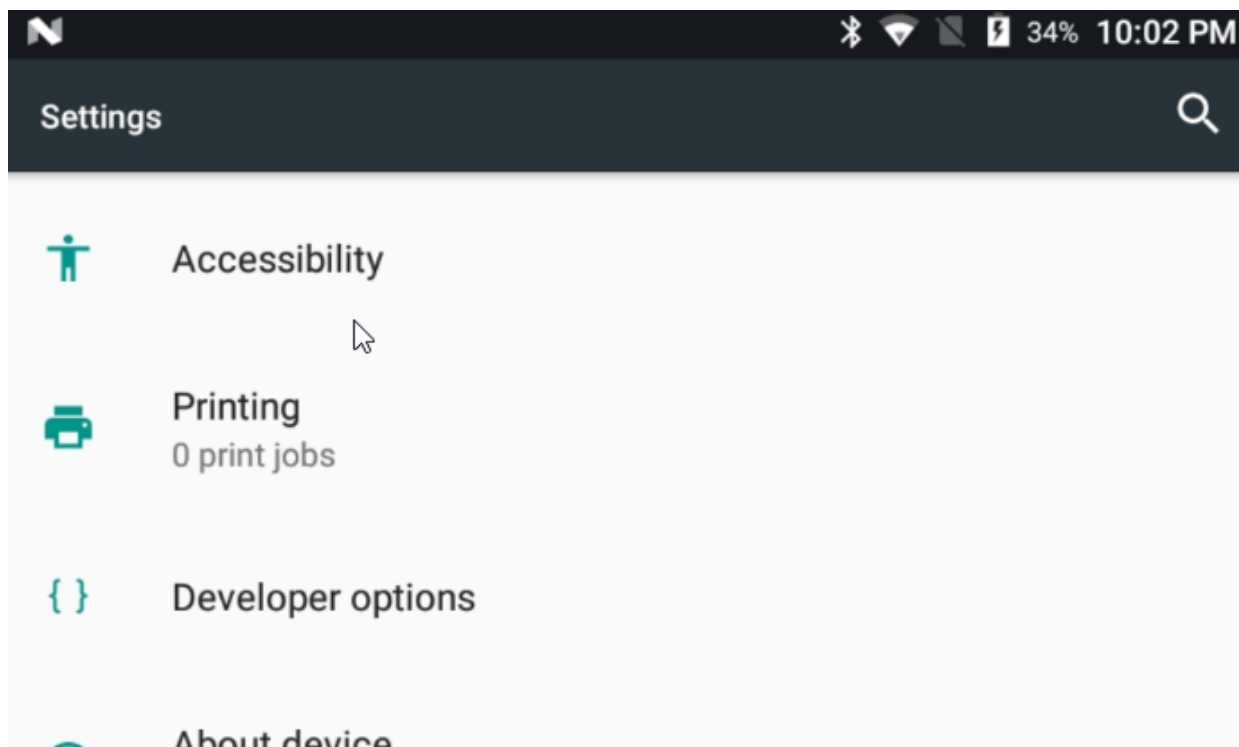 34% 10:02 PM
Settings
Accessibility
Printing
0 print jobs
{ } Developer options
About device